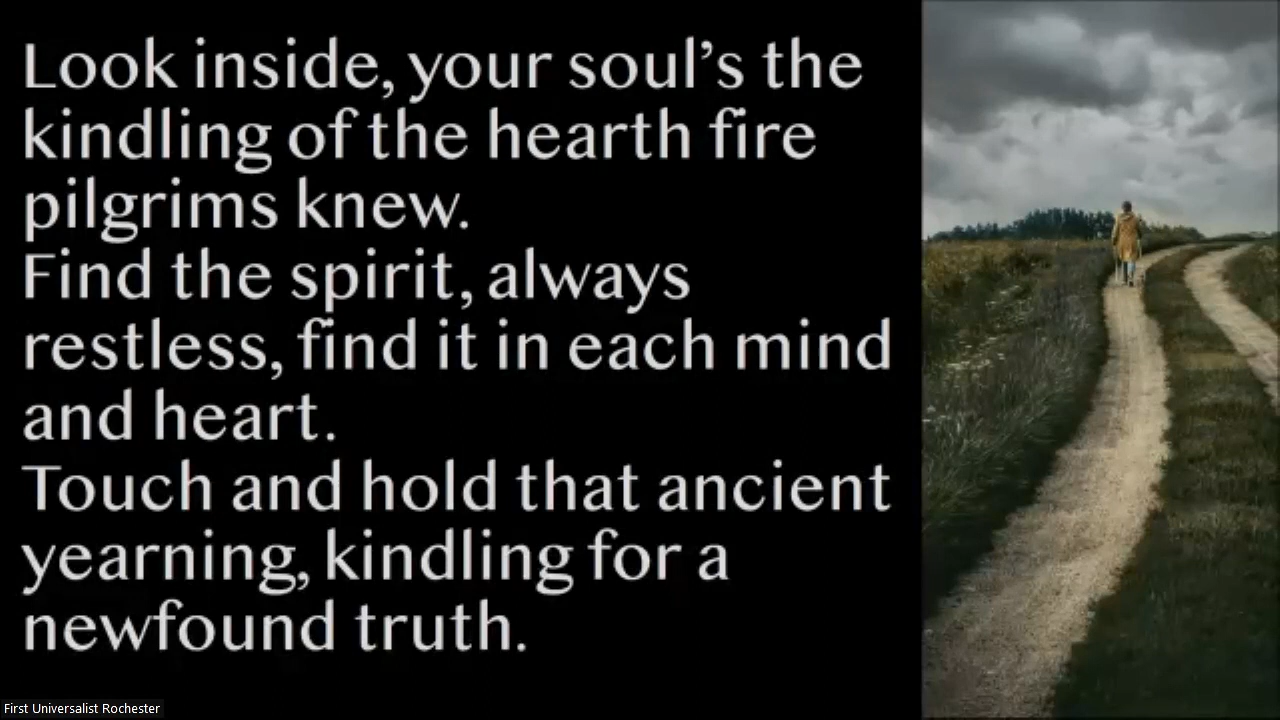 Look inside, your soul’s the
kindling of the hearth fire
pilgrims knew.
Find the spirit, always
restless, find it in each mind
and heart.
Touch and hold that ancient
yearning, kindling for a
newfound truth.
First Universalist Rochester